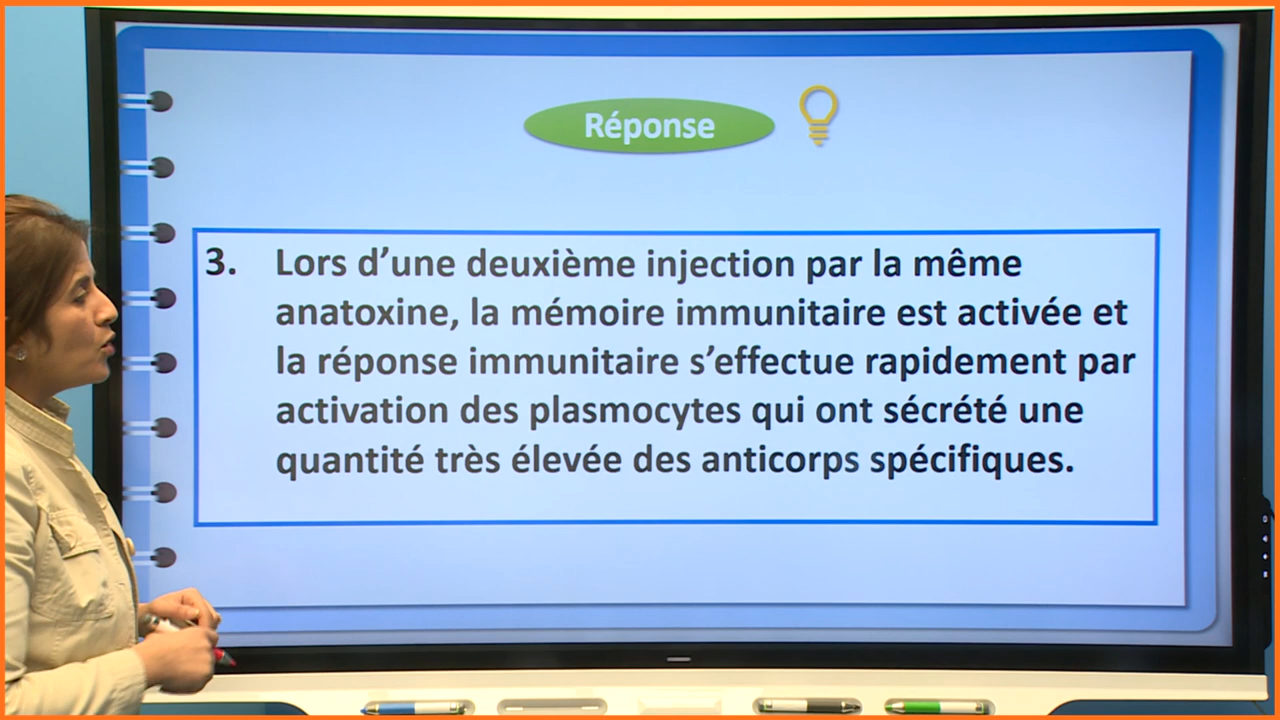 Réponse
3. Lors d’une deuxième injection par la même
anatoxine, la mémoire immunitaire est activée et
la réponse immunitaire s’effectue rapidement par
activation des plasmocytes qui ont sécrété une
quantité très élevée des anticorps spécifiques.